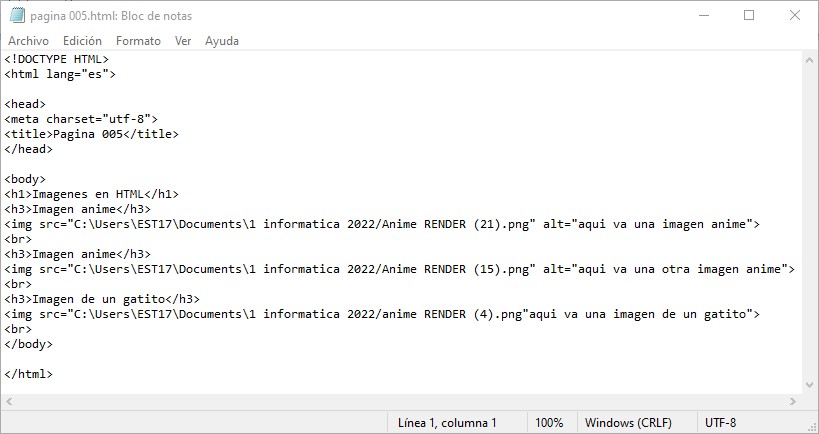 pagina 005.html: Bloc de notas
Archivo Edición Formato Ver Ayuda
<!DOCTYPE HTML>
<html lang="es">
<head>
<meta charset="utf-8">
<title>Pagina 005</title>
</head>
<body>
<h1>Imagenes en HTML</h1>
<h3>Imagen anime</h3>
<img src="C:\Users\EST17\Documents\1 informatica 2022/Anime RENDER (21).png" alt="aqui va una imagen anime">
<br>
<h3>Imagen anime</h3>
<img src="C:\Users\EST17\Documents\1 informatica 2022/Anime RENDER (15).png" alt="aqui va una otra imagen anime">
<br>
<h3>Imagen de un gatito</h3>
<img src="C:\Users\EST17\Documents\1 informatica 2022/anime RENDER (4).png"aqui va una imagen de un gatito">
<br>
</body>
</html>
Línea 1, columna 1 100% Windows (CRLF) UTF-8